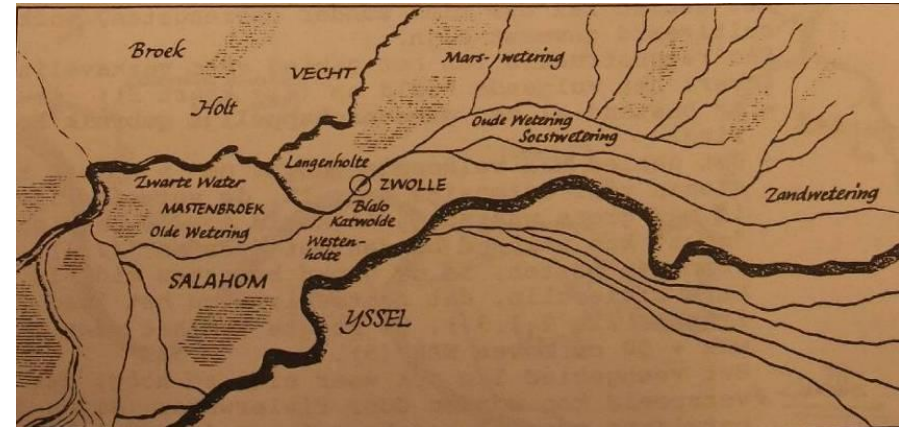 Broek
VECHT
Mars-wetering
Holt
Oude Wetering
Soestwetering
Langenholte
Zwarte Water
ZWOLLE
Zandwetering
MASTENBROEK
Blalo
Katwolde
Olde Wetering
Westen-
holte
SALAHOM
YSSEL